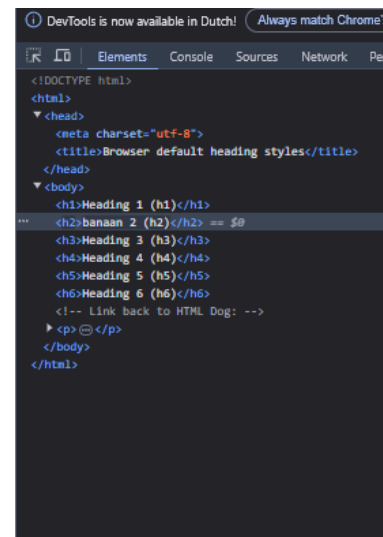 DevTools is now available in Dutch! Always match Chrome'
Elements Console Sources Network Pe
<!DOCTYPE html>
<html>
<head>
<meta charset="utf-8">
<title>Browser default heading styles</title>
</head>
<body>
<h1>Heading 1 (h1)</h1>
<h2>banaan 2 (h2)</h2> == $0
<h3>Heading 3 (h3)</h3>
<h4>Heading 4 (h4)</h4>
<h5>Heading 5 (h5)</h5>
<h6>Heading 6 (h6)</h6>
<!-- Link back to HTML Dog: -->
<p>…</p>
</body>
</html>